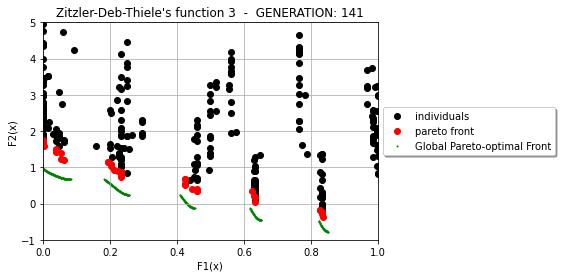 Zitzler-Deb-Thiele's function 3 - GENERATION: 141
5
4
3
2
1
0
-1
F2(x)
0.0 0.2 0.4 0.6 0.8 1.0
F1(x)
individuals
pareto front
Global Pareto-optimal Front